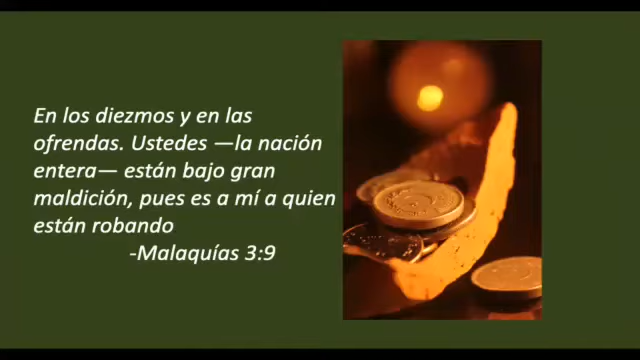 En los diezmos y en las
ofrendas. Ustedes —la nación
entera— están bajo gran
maldición, pues es a mí a quien
están robando
-Malaquías 3:9